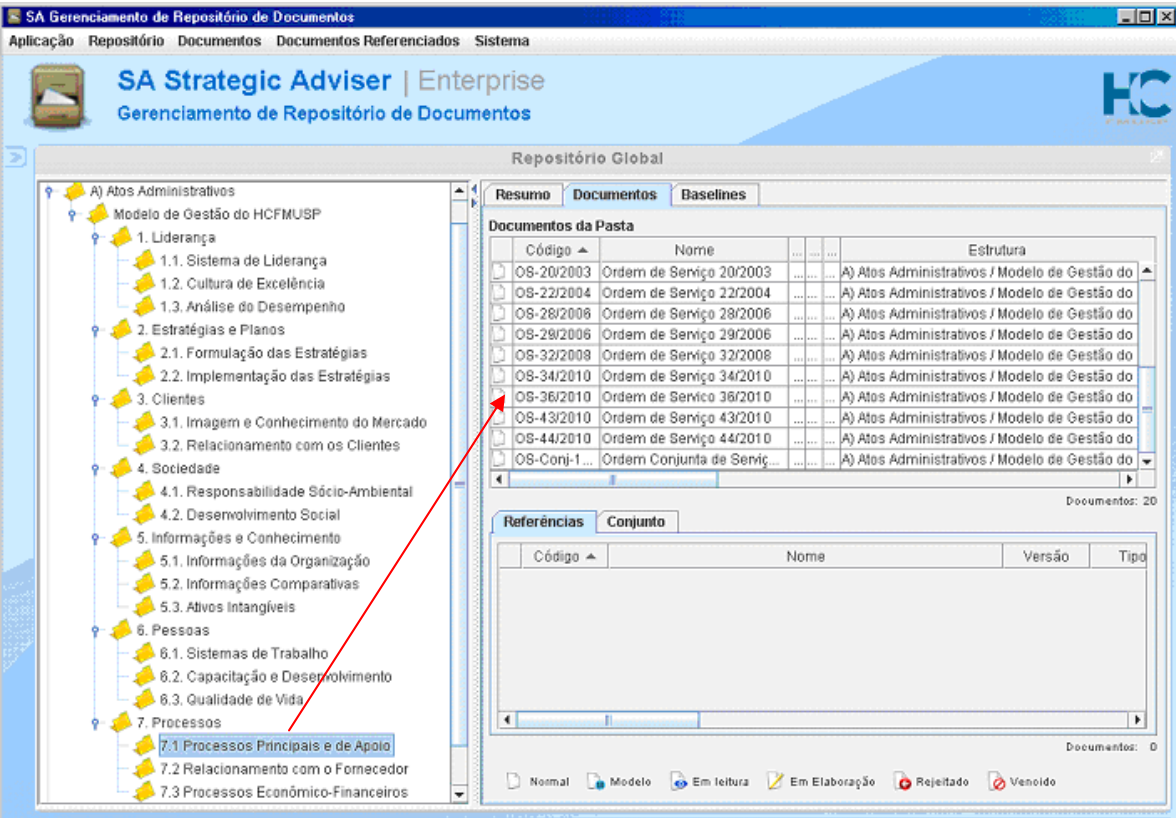 SA Gerenciamento de Repositório de Documentos
Aplicação Repositório Documentos Documentos Referenciados Sistema
SA Strategic Adviser | Enterprise
Gerenciamento de Repositório de Documentos
HC
Repositório Global
A) Atos Administrativos
Modelo de Gestão do HCFMUSP
1. Liderança
1.1. Sistema de Liderança
1.2. Cultura de Excelência
1.3. Análise do Desempenho
2. Estratégias e Planos
2.1. Formulação das Estratégias
2.2. Implementação das Estratégias
3. Clientes
3.1. Imagem e Conhecimento do Mercado
3.2. Relacionamento com os Clientes
4. Sociedade
4.1. Responsabilidade Sócio-Ambiental
4.2. Desenvolvimento Social
5. Informações e Conhecimento
5.1. Informações da Organização
5.2. Informações Comparativas
5.3. Ativos Intangíveis
6. Pessoas
6.1. Sistemas de Trabalho
6.2. Capacitação e Desenvolvimento
6.3. Qualidade de Vida
7. Processos
7.1 Processos Principais e de Apoio
7.2 Relacionamento com o Fornecedor
7.3 Processos Econômico-Financeiros
Resumo Documentos Baselines
Documentos da Pasta
Código Nome ... ... ... Estrutura
OS-20/2003 Ordem de Serviço 20/2003 ... ... ... A) Atos Administrativos / Modelo de Gestão do
OS-22/2004 Ordem de Serviço 22/2004 ... ... ... A) Atos Administrativos / Modelo de Gestão do
OS-28/2006 Ordem de Serviço 28/2006 ... ... ... A) Atos Administrativos / Modelo de Gestão do
OS-29/2006 Ordem de Serviço 29/2006 ... ... ... A) Atos Administrativos / Modelo de Gestão do
OS-32/2008 Ordem de Serviço 32/2008 ... ... ... A) Atos Administrativos / Modelo de Gestão do
OS-34/2010 Ordem de Serviço 34/2010 ... ... ... A) Atos Administrativos / Modelo de Gestão do
OS-36/2010 Ordem de Serviço 36/2010 ... ... ... A) Atos Administrativos / Modelo de Gestão do
OS-43/2010 Ordem de Serviço 43/2010 ... ... ... A) Atos Administrativos / Modelo de Gestão do
OS-44/2010 Ordem de Serviço 44/2010 ... ... ... A) Atos Administrativos / Modelo de Gestão do
OS-Conj-1... Ordem Conjunta de Serviç... ... ... ... A) Atos Administrativos / Modelo de Gestão do
Documentos: 20
Referências Conjunto
Código Nome Versão Tipo
Documentos: 0
Normal Modelo Em leitura Em Elaboração Rejeitado Vencido